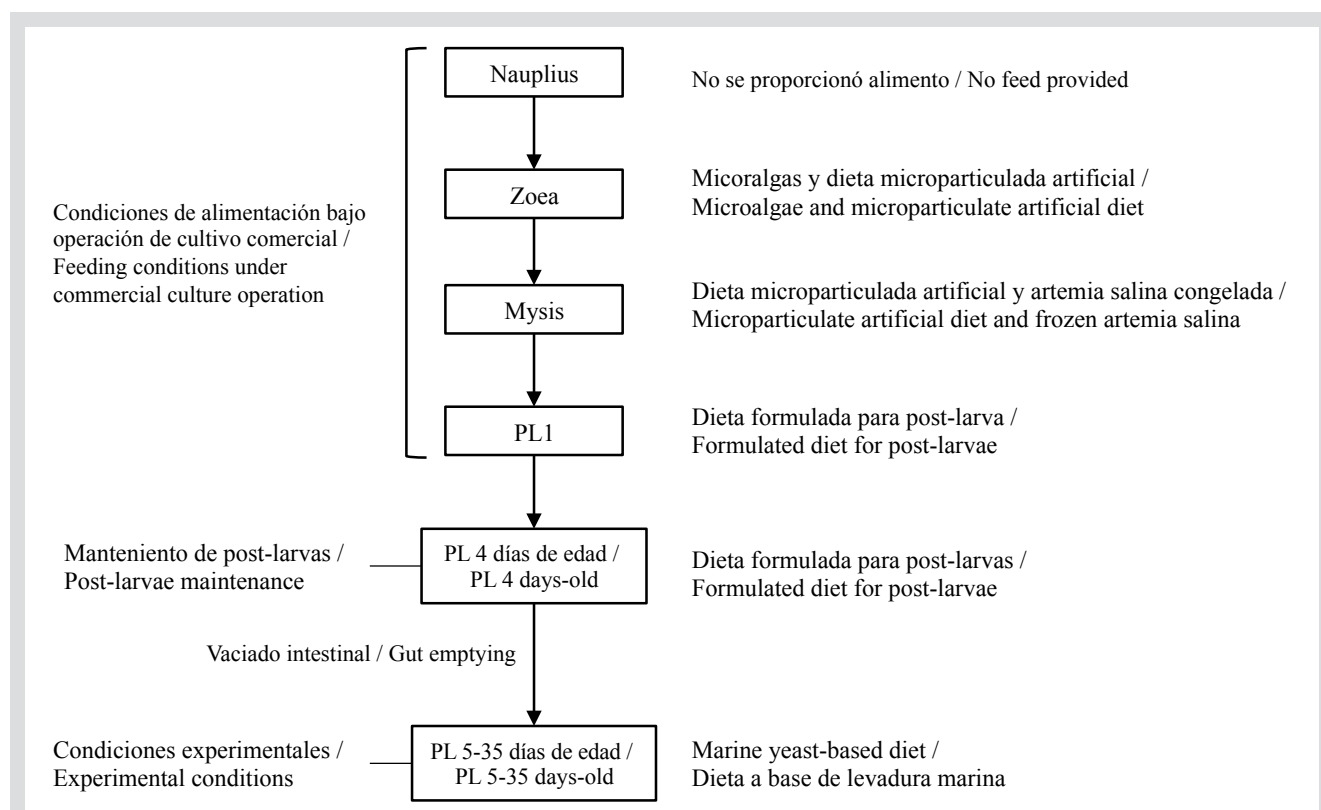 Nauplius
No se proporcionó alimento / No feed provided
Zoea
Micoralgas y dieta microparticulada artificial /
Microalgae and microparticulate artificial diet
Condiciones de alimentación bajo
operación de cultivo comercial /
Feeding conditions under
commercial culture operation
Mysis
Dieta microparticulada artificial y artemia salina congelada /
Microparticulate artificial diet and frozen artemia salina
PL1
Dieta formulada para post-larva /
Formulated diet for post-larvae
Manteniento de post-larvas /
Post-larvae maintenance
PL 4 días de edad /
PL 4 days-old
Dieta formulada para post-larvas /
Formulated diet for post-larvae
Vaciado intestinal / Gut emptying
Condiciones experimentales /
Experimental conditions
PL 5-35 días de edad /
PL 5-35 days-old
Marine yeast-based diet /
Dieta a base de levadura marina